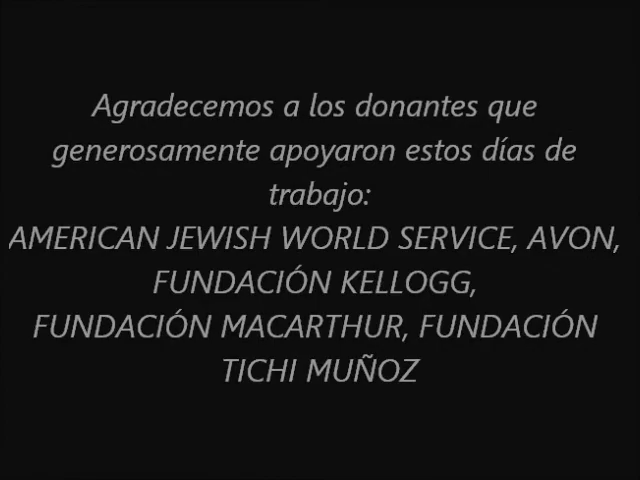 Agradecemos a los donantes que
generosamente apoyaron estos días de
trabajo:
AMERICAN JEWISH WORLD SERVICE, AVON,
FUNDACIÓN KELLOGG,
FUNDACIÓN MACARTHUR, FUNDACIÓN
TICHI MUÑOZ